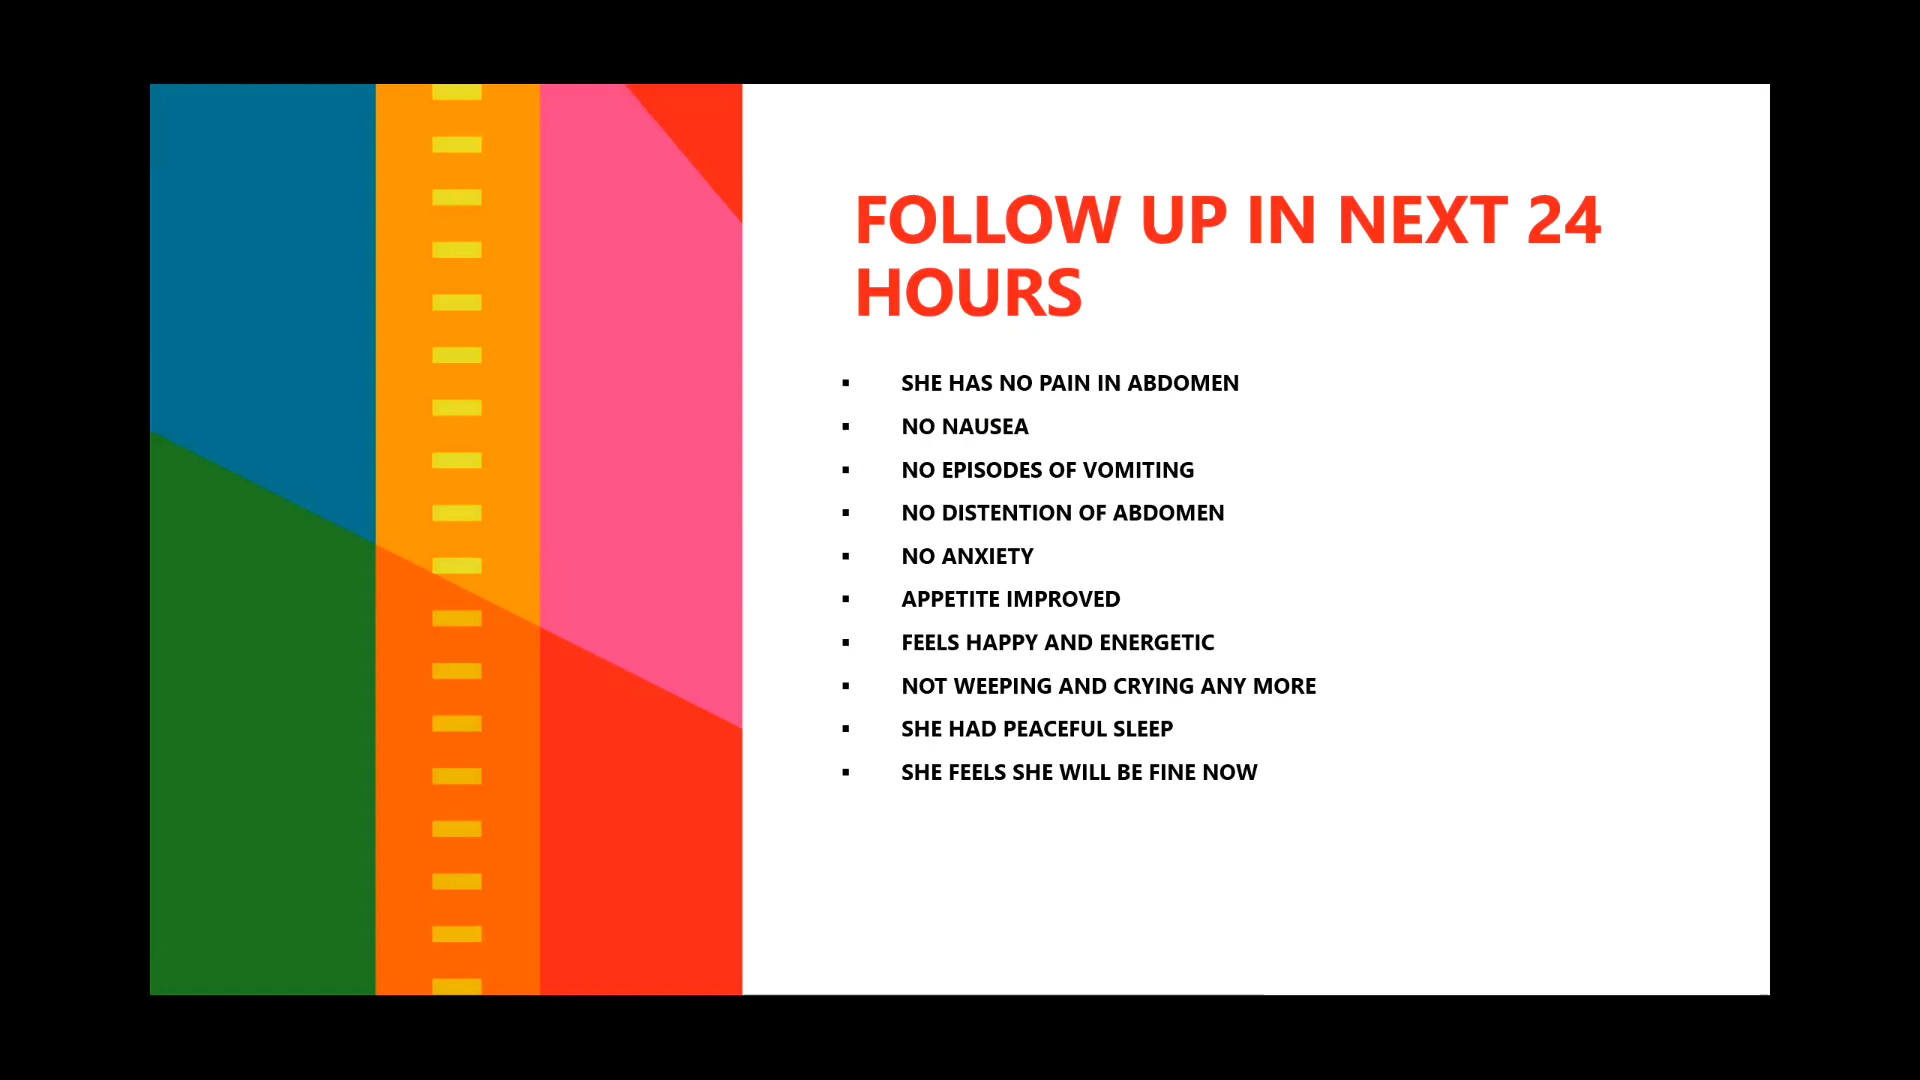 FOLLOW UP IN NEXT 24
HOURS
▪ SHE HAS NO PAIN IN ABDOMEN
▪ NO NAUSEA
▪ NO EPISODES OF VOMITING
▪ NO DISTENTION OF ABDOMEN
▪ NO ANXIETY
▪ APPETITE IMPROVED
▪ FEELS HAPPY AND ENERGETIC
▪ NOT WEEPING AND CRYING ANY MORE
▪ SHE HAD PEACEFUL SLEEP
▪ SHE FEELS SHE WILL BE FINE NOW